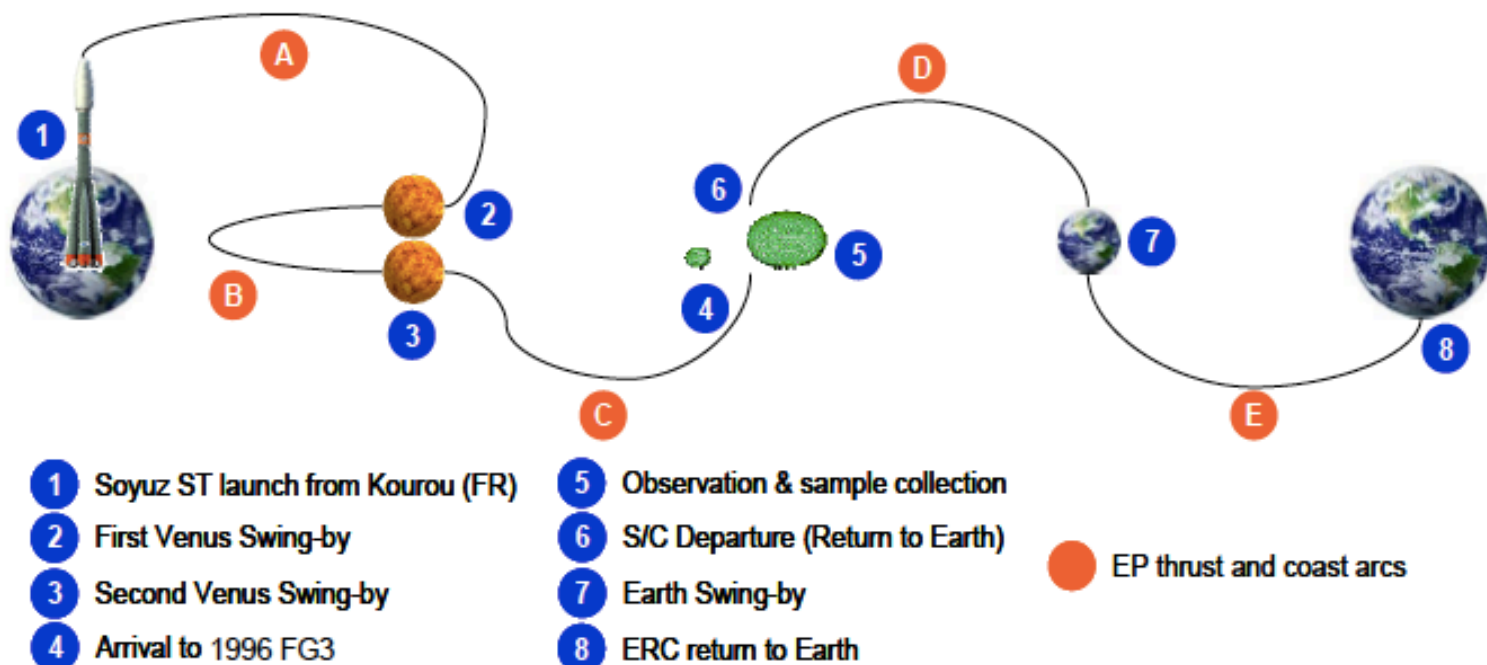 A
D
1
6
2
7
5
B
4
3
8
C
E
1 Soyuz ST launch from Kourou (FR)
2 First Venus Swing-by
3 Second Venus Swing-by
4 Arrival to 1996 FG3
5 Observation & sample collection
6 S/C Departure (Return to Earth)
7 Earth Swing-by
8 ERC return to Earth
EP thrust and coast arcs